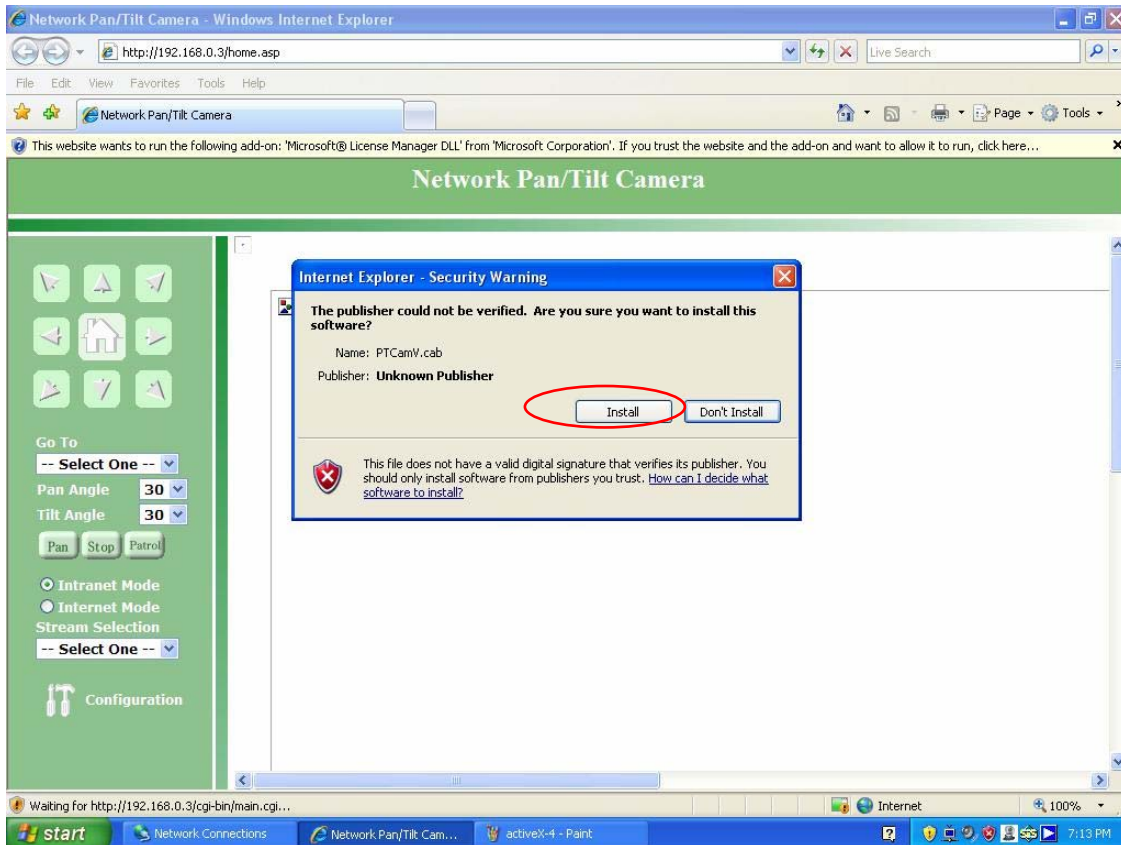 Network Pan/Tilt Camera - Windows Internet Explorer
http://192.168.0.3/home.asp
Live Search
File Edit View Favorites Tools Help
Network Pan/Tilt Camera
Page Tools
This website wants to run the following add-on: 'Microsoft® License Manager DLL' from 'Microsoft Corporation'. If you trust the website and the add-on and want to allow it to run, click here...
Network Pan/Tilt Camera
Internet Explorer - Security Warning
The publisher could not be verified. Are you sure you want to install this
software?
Name: PTCamV.cab
Publisher: Unknown Publisher
Install Don't Install
This file does not have a valid digital signature that verifies its publisher. You
should only install software from publishers you trust. How can I decide what
software to install?
Go To
-- Select One --
Pan Angle 30
Tilt Angle 30
Pan Stop Patrol
Intranet Mode
Internet Mode
Stream Selection
-- Select One --
Configuration
Waiting for http://192.168.0.3/cgi-bin/main.cgi...
Internet 100%
start Network Connections Network Pan/Tilt Cam... activeX-4 - Paint 7:13 PM